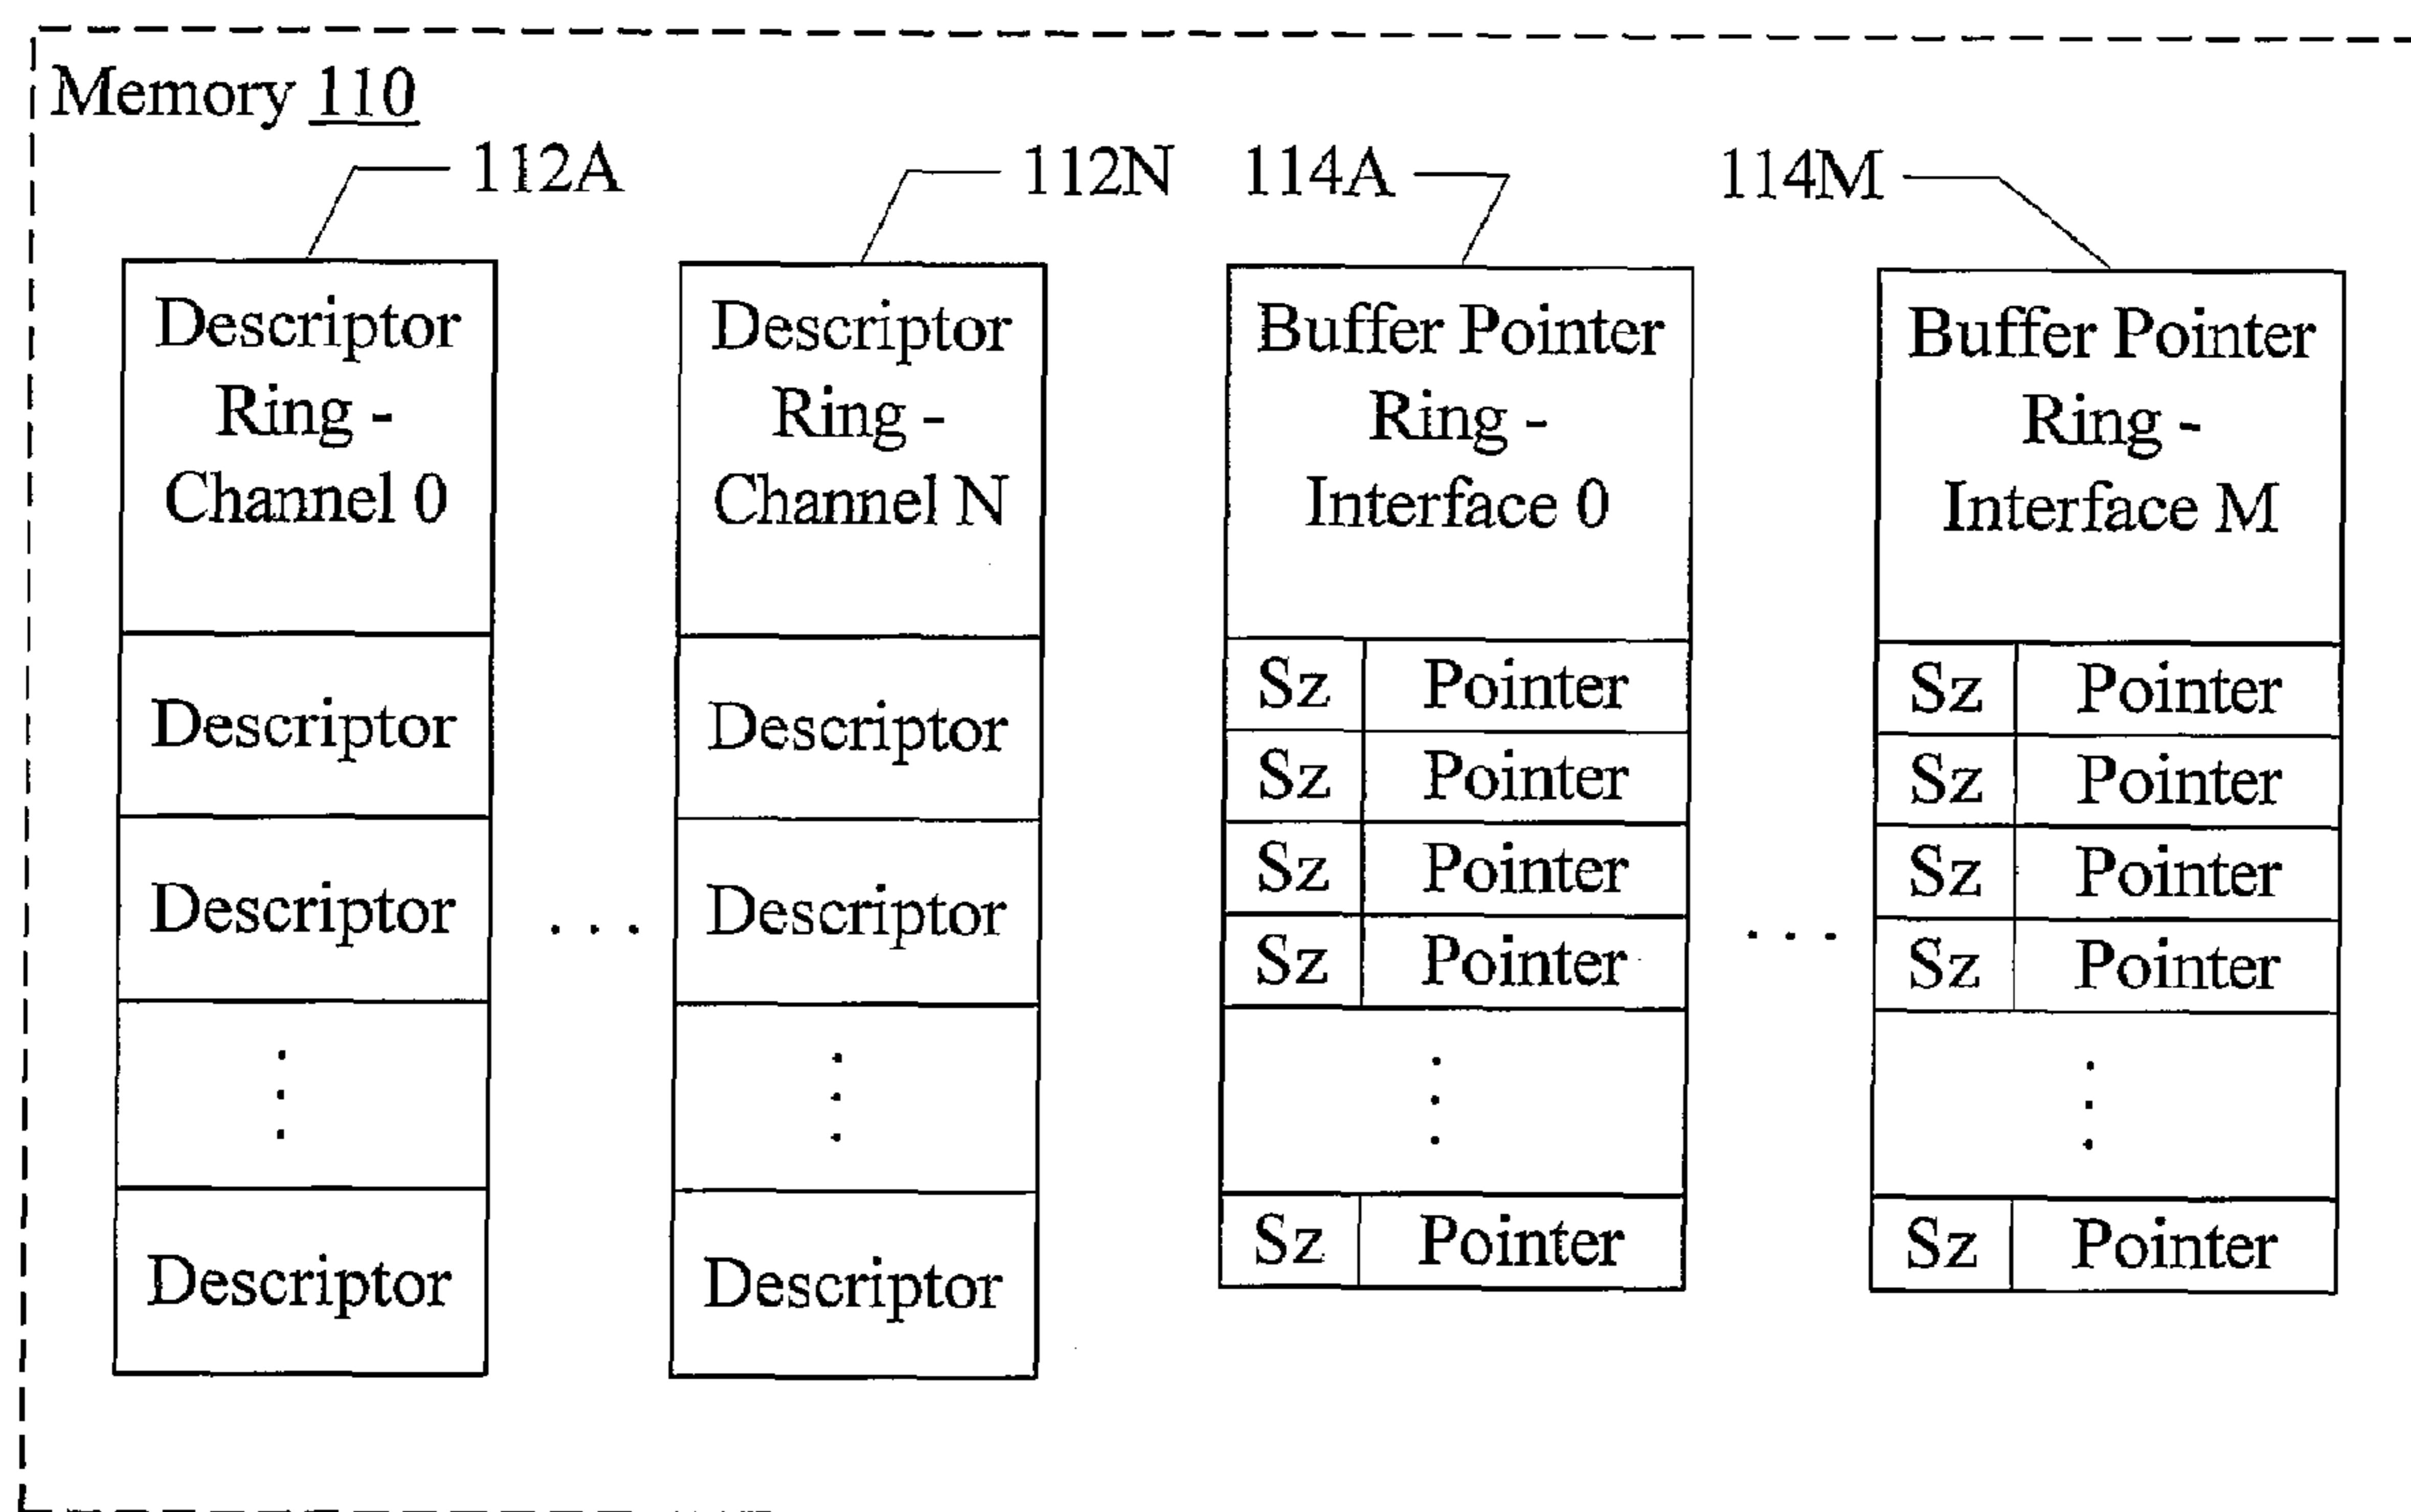 Memory 110
112A
112N
114A
114M
Descriptor
Ring -
Channel 0
Descriptor
Descriptor
Descriptor
. . .
Descriptor
Ring -
Channel N
Descriptor
Descriptor
Descriptor
Buffer Pointer
Ring -
Interface 0
Sz Pointer
Sz Pointer
Sz Pointer
Sz Pointer
Sz Pointer
. . .
Buffer Pointer
Ring -
Interface M
Sz Pointer
Sz Pointer
Sz Pointer
Sz Pointer
Sz Pointer